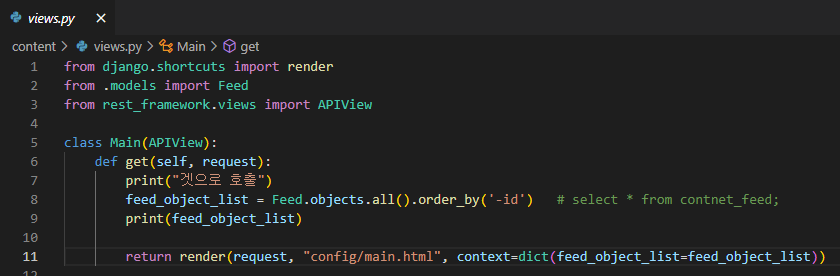 views.py
content > views.py > Main > get
1 from django.shortcuts import render
2 from .models import Feed
3 from rest_framework.views import APIView
4
5 class Main(APIView):
6 def get(self, request):
7 print("겟으로 호출")
8 feed_object_list = Feed.objects.all().order_by('-id') # select * from contnet_feed;
9 print(feed_object_list)
10
11 return render(request, "config/main.html", context=dict(feed_object_list=feed_object_list))
12